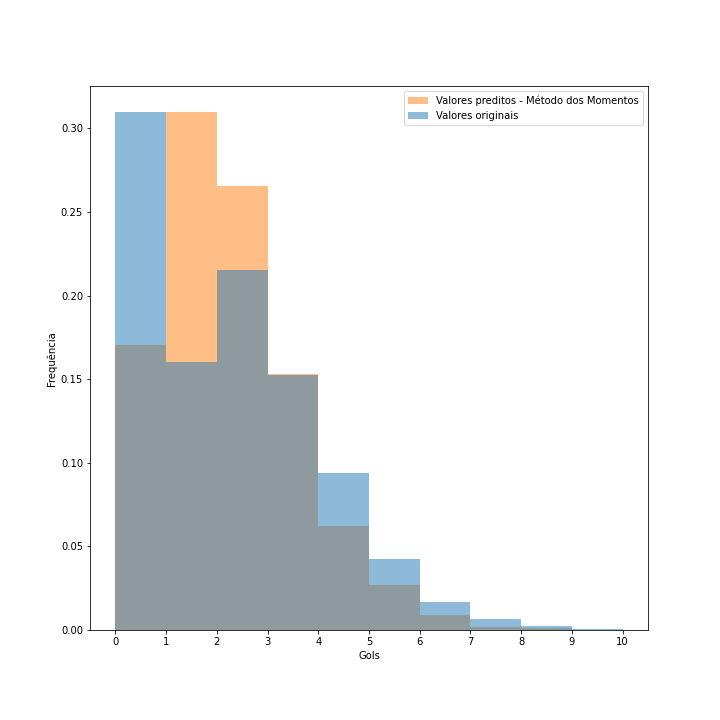 Valores preditos - Método dos Momentos
Valores originais
0.30
0.25
0.20
0.15
0.10
0.05
0.00
Frequência
0 1 2 3 4 5 6 7 8 9 10
Gols